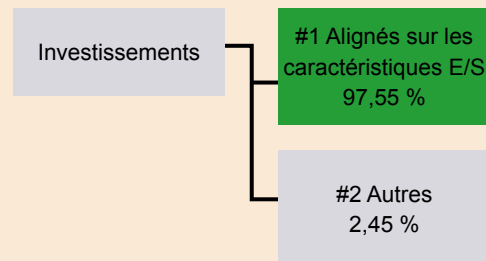 Investissements
#1 Alignés sur les
caractéristiques E/S
97,55 %
#2 Autres
2,45 %